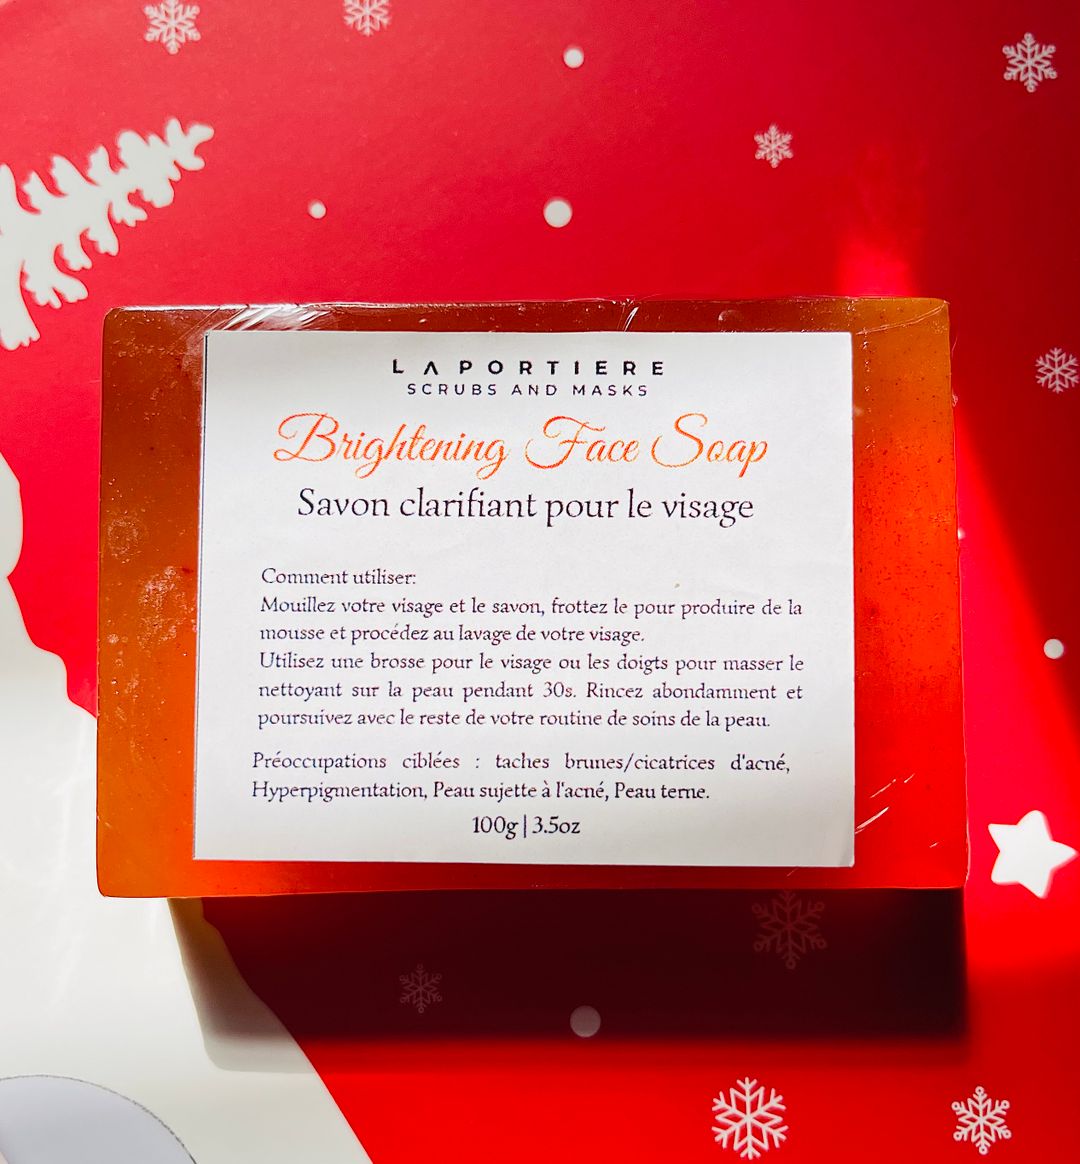 LA PORTIERE
SCRUBS AND MASKS
Brightening Face Soap
Savon clarifiant pour le visage
Comment utiliser:
Mouillez votre visage et le savon, frottez le pour produire de la
mousse et procédez au lavage de votre visage.
Utilisez une brosse pour le visage ou les doigts pour masser le
nettoyant sur la peau pendant 30s. Rincez abondamment et
poursuivez avec le reste de votre routine de soins de la peau.
Préoccupations ciblées : taches brunes/cicatrices d'acné,
Hyperpigmentation, Peau sujette à l'acné, Peau terne.
100g | 3.5oz